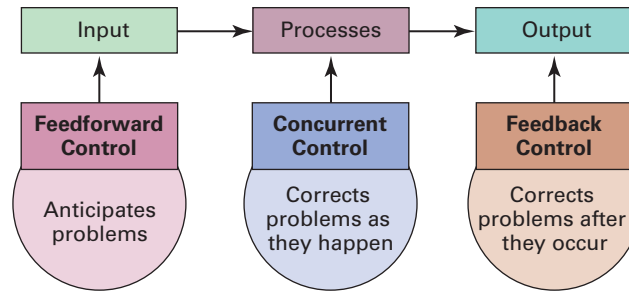 Input
Processes
Output
Feedforward
Control
Concurrent
Control
Feedback
Control
Anticipates
problems
Corrects
problems as
they happen
Corrects
problems after
they occur